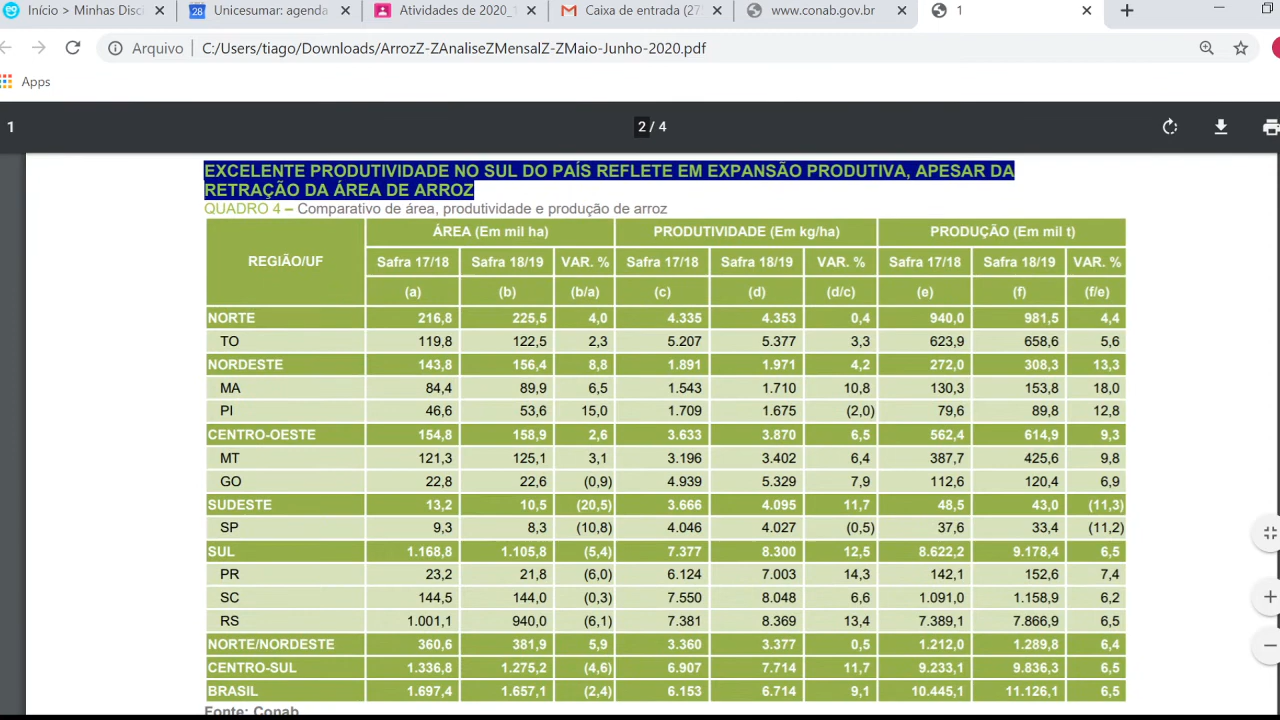 Início > Minhas Disci
28 Unicesumar: agenda
Atividades de 2020_1
Caixa de entrada (27
www.conab.gov.br
1
Arquivo C:/Users/tiago/Downloads/ArrozZ-ZAnaliseZMensalZ-ZMaio-Junho-2020.pdf
Apps
1 2 / 4
EXCELENTE PRODUTIVIDADE NO SUL DO PAÍS REFLETE EM EXPANSÃO PRODUTIVA, APESAR DA
RETRAÇÃO DA ÁREA DE ARROZ
QUADRO 4 – Comparativo de área, produtividade e produção de arroz
REGIÃO/UF ÁREA (Em mil ha) PRODUTIVIDADE (Em kg/ha) PRODUÇÃO (Em mil t)
Safra 17/18 Safra 18/19 VAR. % Safra 17/18 Safra 18/19 VAR. % Safra 17/18 Safra 18/19 VAR. %
(a) (b) (b/a) (c) (d) (d/c) (e) (f) (f/e)
NORTE 216,8 225,5 4,0 4.335 4.353 0,4 940,0 981,5 4,4
TO 119,8 122,5 2,3 5.207 5.377 3,3 623,9 658,6 5,6
NORDESTE 143,8 156,4 8,8 1.891 1.971 4,2 272,0 308,3 13,3
MA 84,4 89,9 6,5 1.543 1.710 10,8 130,3 153,8 18,0
PI 46,6 53,6 15,0 1.709 1.675 (2,0) 79,6 89,8 12,8
CENTRO-OESTE 154,8 158,9 2,6 3.633 3.870 6,5 562,4 614,9 9,3
MT 121,3 125,1 3,1 3.196 3.402 6,4 387,7 425,6 9,8
GO 22,8 22,6 (0,9) 4.939 5.329 7,9 112,6 120,4 6,9
SUDESTE 13,2 10,5 (20,5) 3.666 4.095 11,7 48,5 43,0 (11,3)
SP 9,3 8,3 (10,8) 4.046 4.027 (0,5) 37,6 33,4 (11,2)
SUL 1.168,8 1.105,8 (5,4) 7.377 8.300 12,5 8.622,2 9.178,4 6,5
PR 23,2 21,8 (6,0) 6.124 7.003 14,3 142,1 152,6 7,4
SC 144,5 144,0 (0,3) 7.550 8.048 6,6 1.091,0 1.158,9 6,2
RS 1.001,1 940,0 (6,1) 7.381 8.369 13,4 7.389,1 7.866,9 6,5
NORTE/NORDESTE 360,6 381,9 5,9 3.360 3.377 0,5 1.212,0 1.289,8 6,4
CENTRO-SUL 1.336,8 1.275,2 (4,6) 6.907 7.714 11,7 9.233,1 9.836,3 6,5
BRASIL 1.697,4 1.657,1 (2,4) 6.153 6.714 9,1 10.445,1 11.126,1 6,5
Fonte: Conab